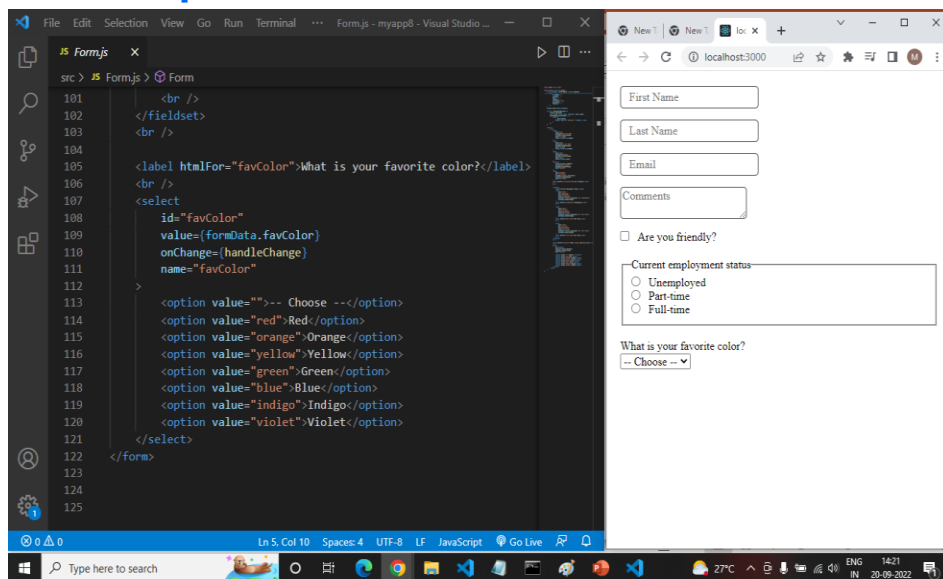 File Edit Selection View Go Run Terminal ··· Form.js - myapp8 - Visual Studio ...
JS Form.js ×
src > JS Form.js > Form
101 <br />
102 </fieldset>
103 <br />
104
105 <label htmlFor="favColor">What is your favorite color?</label>
106 <br />
107 <select
108 id="favColor"
109 value={formData.favColor}
110 onChange={handleChange}
111 name="favColor"
112 >
113 <option value="">-- Choose --</option>
114 <option value="red">Red</option>
115 <option value="orange">Orange</option>
116 <option value="yellow">Yellow</option>
117 <option value="green">Green</option>
118 <option value="blue">Blue</option>
119 <option value="indigo">Indigo</option>
120 <option value="violet">Violet</option>
121 </select>
122 </form>
123
124
125
1
0 0 Ln 5, Col 10 Spaces: 4 UTF-8 LF JavaScript Go Live
New T New T loc × +
localhost:3000 M
First Name
Last Name
Email
Comments
Are you friendly?
Current employment status
Unemployed
Part-time
Full-time
What is your favorite color?
-- Choose --
Type here to search 27°C ENG 14:21
IN 20-09-2022